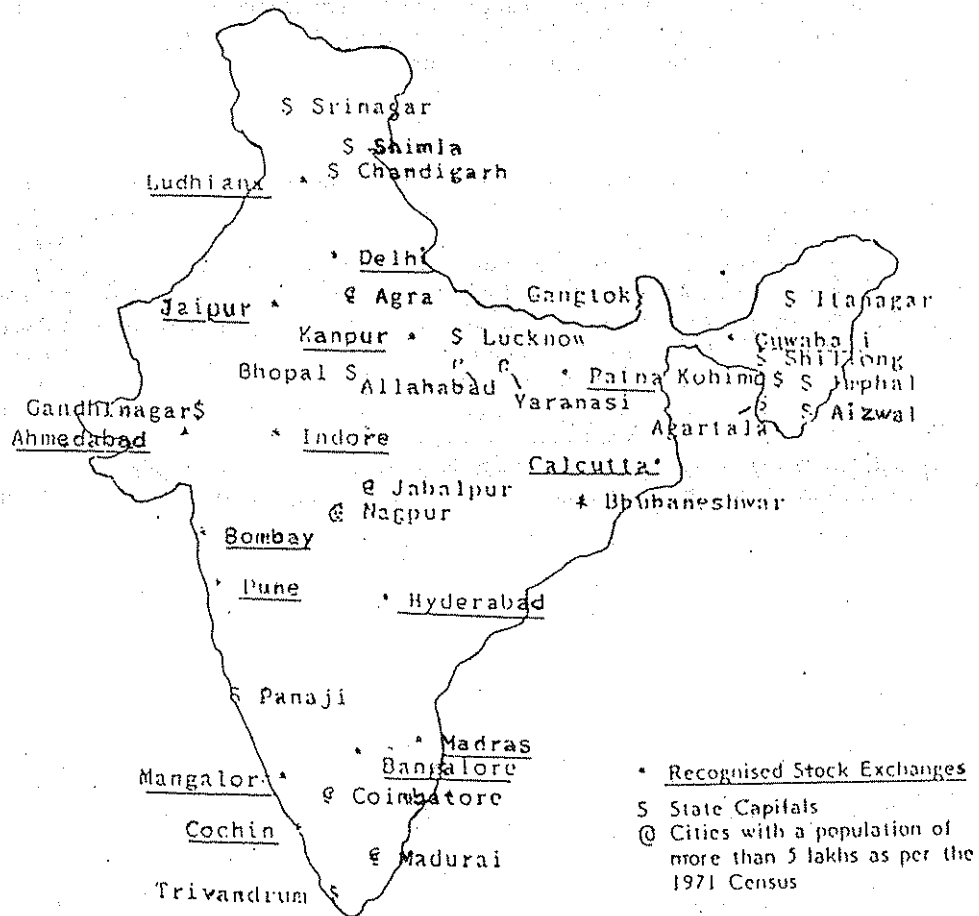 S Srinagar
S Shimla
S Chandigarh
Ludhiana *
* Delhi
@ Agra
Gangtok
S Itanagar
Jaipur *
Kanpur *
S Lucknow
* Guwahati
S Shillong
Bhopal S
Allahabad
Varanasi
* Patna
Kohima $
S Imphal
Gandhinagar$
S Aizwal
Ahmedabad
* Indore
Agartala
Calcutta*
@ Jabalpur
* Bhubaneshwar
@ Nagpur
* Bombay
* Pune
* Hyderabad
S Panaji
* Madras
Bangalore
Mangalor
@ Coimbatore
Cochin
@ Madurai
Trivandrum $
* Recognised Stock Exchanges
S State Capitals
@ Cities with a population of
more than 5 lakhs as per the
1971 Census